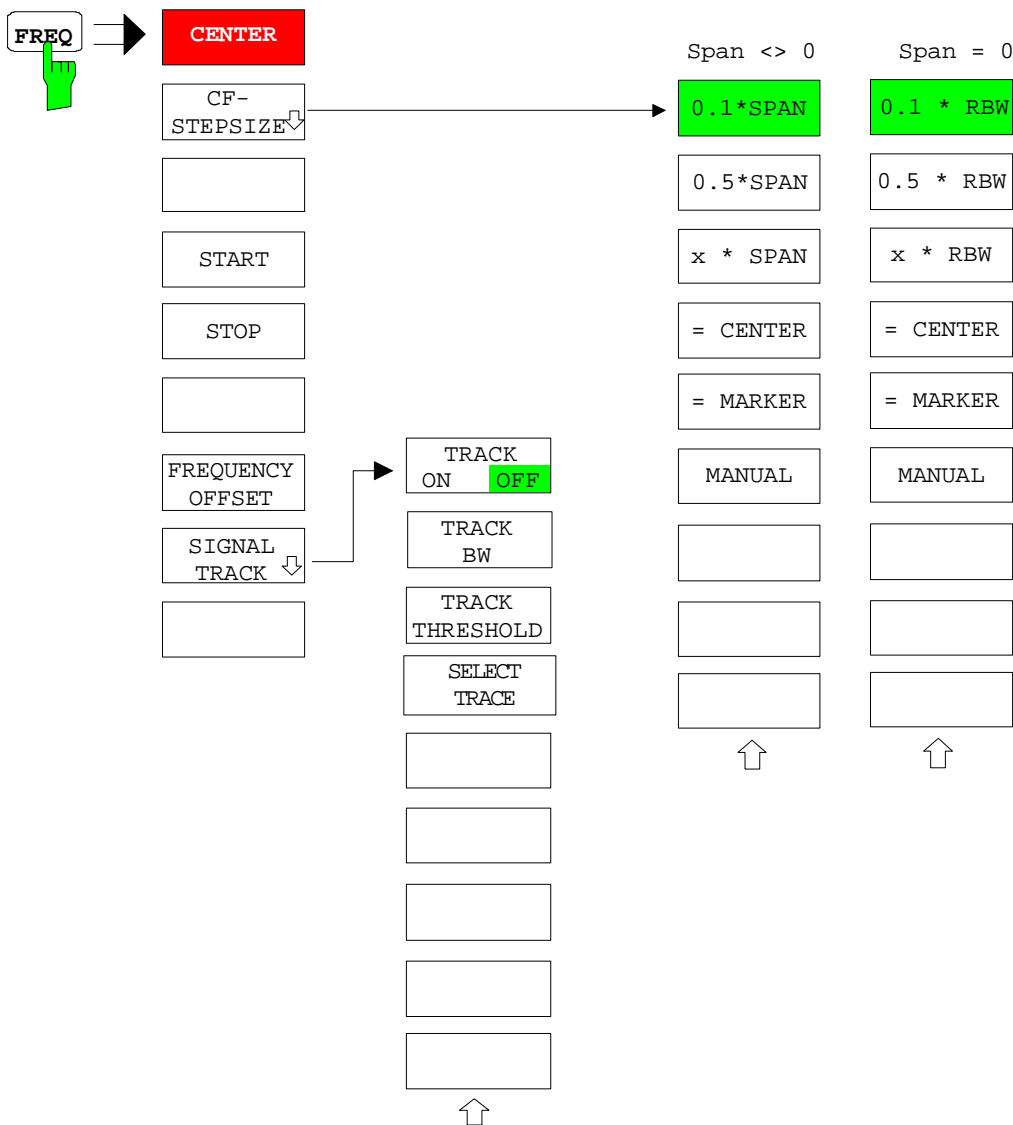 FREQ
CENTER
CF-
STEPSIZE
START
STOP
FREQUENCY
OFFSET
SIGNAL
TRACK
TRACK
ON OFF
TRACK
BW
TRACK
THRESHOLD
SELECT
TRACE
Span <> 0
0.1*SPAN
0.5*SPAN
x * SPAN
= CENTER
= MARKER
MANUAL
Span = 0
0.1 * RBW
0.5 * RBW
x * RBW
= CENTER
= MARKER
MANUAL